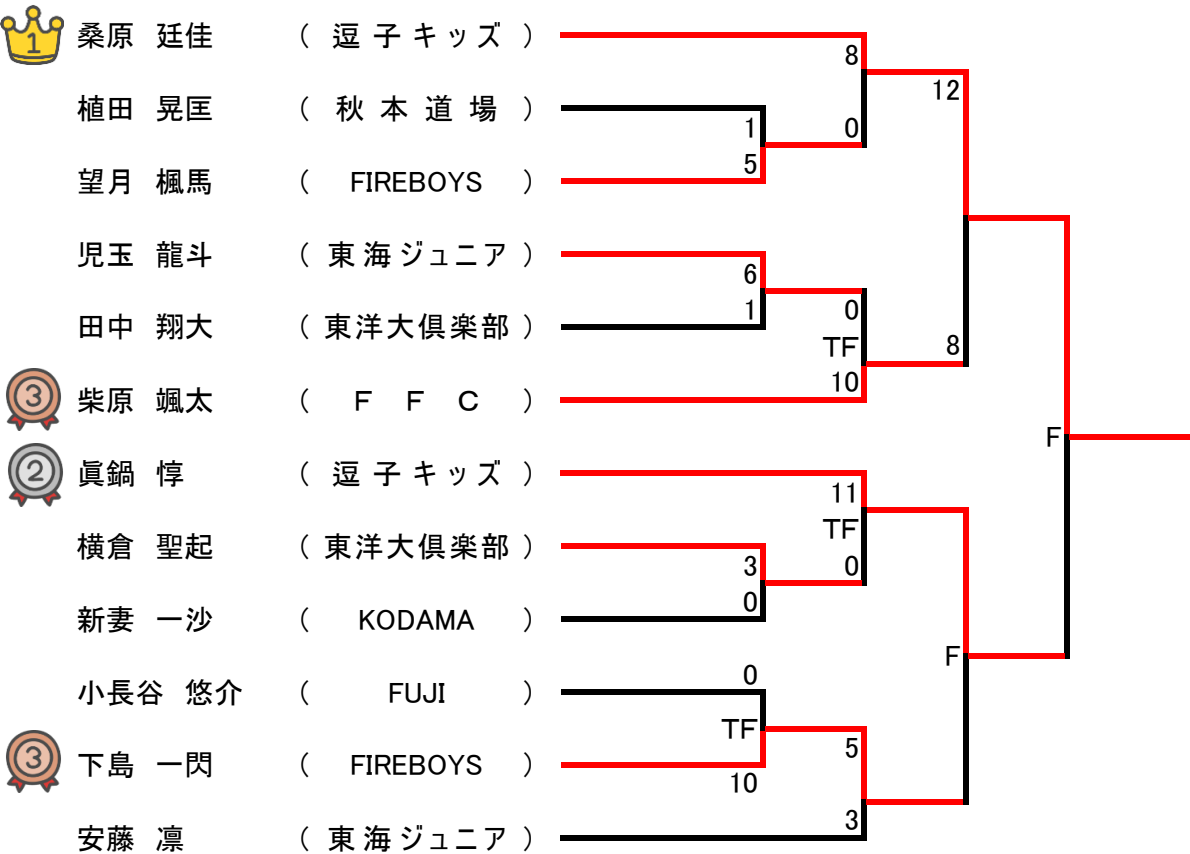 1 桑原 廷佳 ( 逗子キッズ )
8
12
植田 晃匡 ( 秋本道場 )
1
0
5
望月 楓馬 ( FIREBOYS )
児玉 龍斗 ( 東海ジュニア )
6
1
0
田中 翔大 ( 東洋大倶楽部 )
TF
8
10
3 柴原 颯太 ( FFC )
F
2 眞鍋 惇 ( 逗子キッズ )
11
TF
横倉 聖起 ( 東洋大倶楽部 )
3
0
0
新妻 一沙 ( KODAMA )
F
0
小長谷 悠介 ( FUJI )
TF
5
3 下島 一閃 ( FIREBOYS )
10
3
安藤 凛 ( 東海ジュニア )